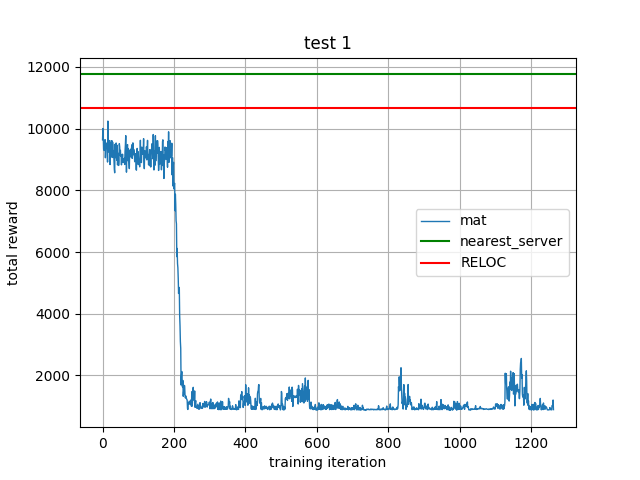 test 1
total reward
12000
10000
8000
6000
4000
2000
mat
nearest_server
RELOC
0 200 400 600 800 1000 1200
training iteration